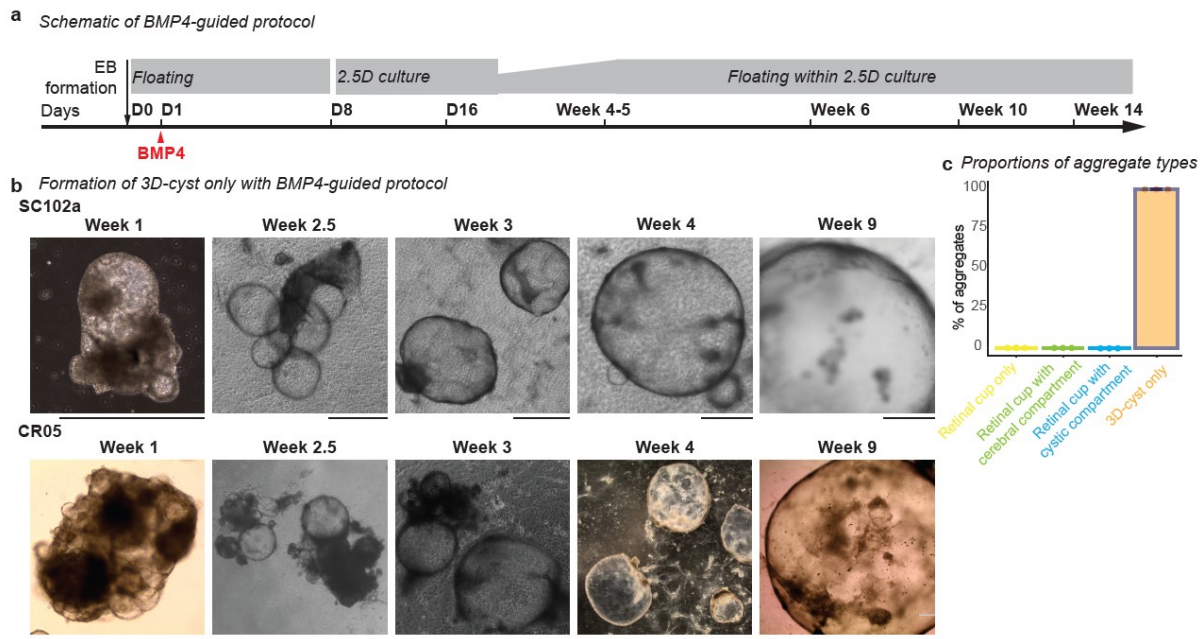 a Schematic of BMP4-guided protocol
EB
formation
Floating
2.5D culture
Floating within 2.5D culture
Days
D0 D1 D8 D16 Week 4-5 Week 6 Week 10 Week 14
BMP4
b Formation of 3D-cyst only with BMP4-guided protocol
SC102a
Week 1 Week 2.5 Week 3 Week 4 Week 9
CR05
Week 1 Week 2.5 Week 3 Week 4 Week 9
c Proportions of aggregate types
% of aggregates
100
75
50
25
0
Retinal cup only
Retinal cup with
cerebral compartment
Retinal cup with
cystic compartment
3D-cyst only